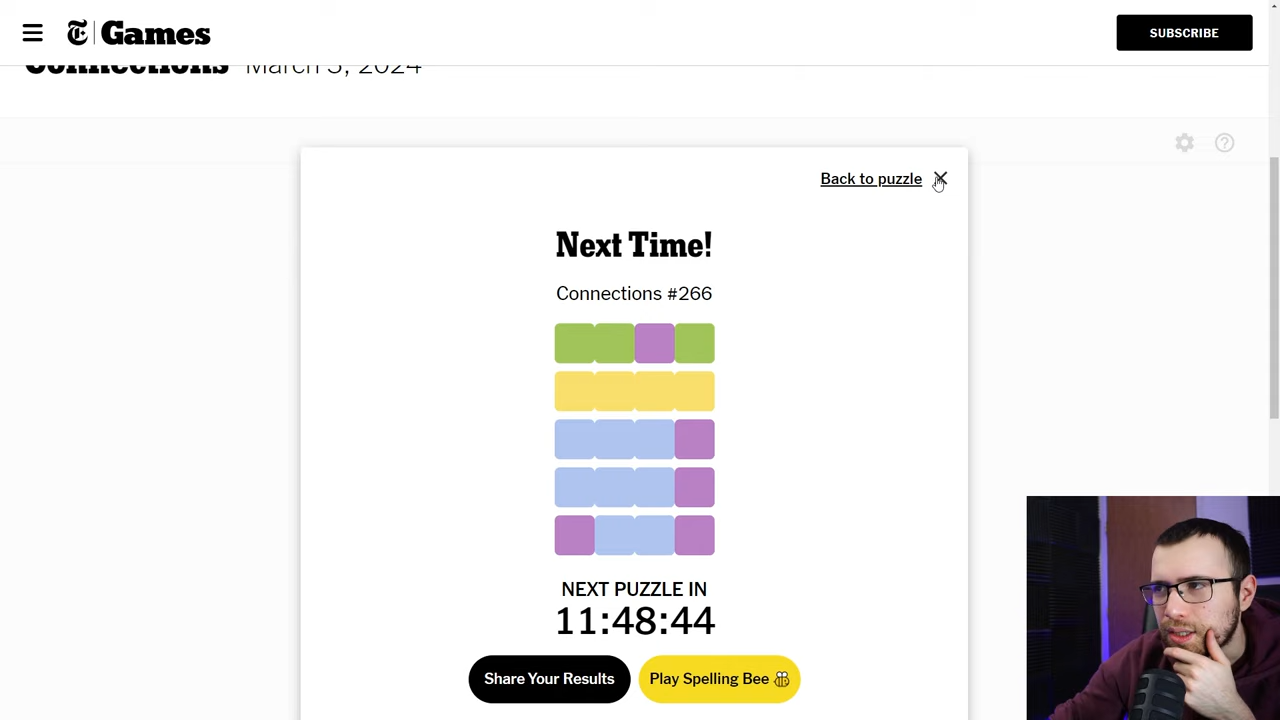 Games
SUBSCRIBE
Connections March 3, 2024
Back to puzzle
Next Time!
Connections #266
NEXT PUZZLE IN
11:48:44
Share Your Results
Play Spelling Bee